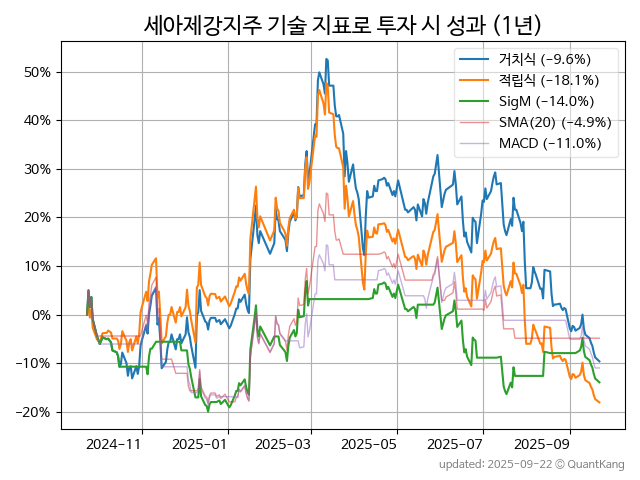 세아제강지주 기술 지표로 투자 시 성과 (1년)
거치식 (−9.6%)
적립식 (−18.1%)
SigM (−14.0%)
SMA(20) (−4.9%)
MACD (−11.0%)
50%
40%
30%
20%
10%
0%
−10%
−20%
2024-11 2025-01 2025-03 2025-05 2025-07 2025-09
updated: 2025-09-22 © QuantKang